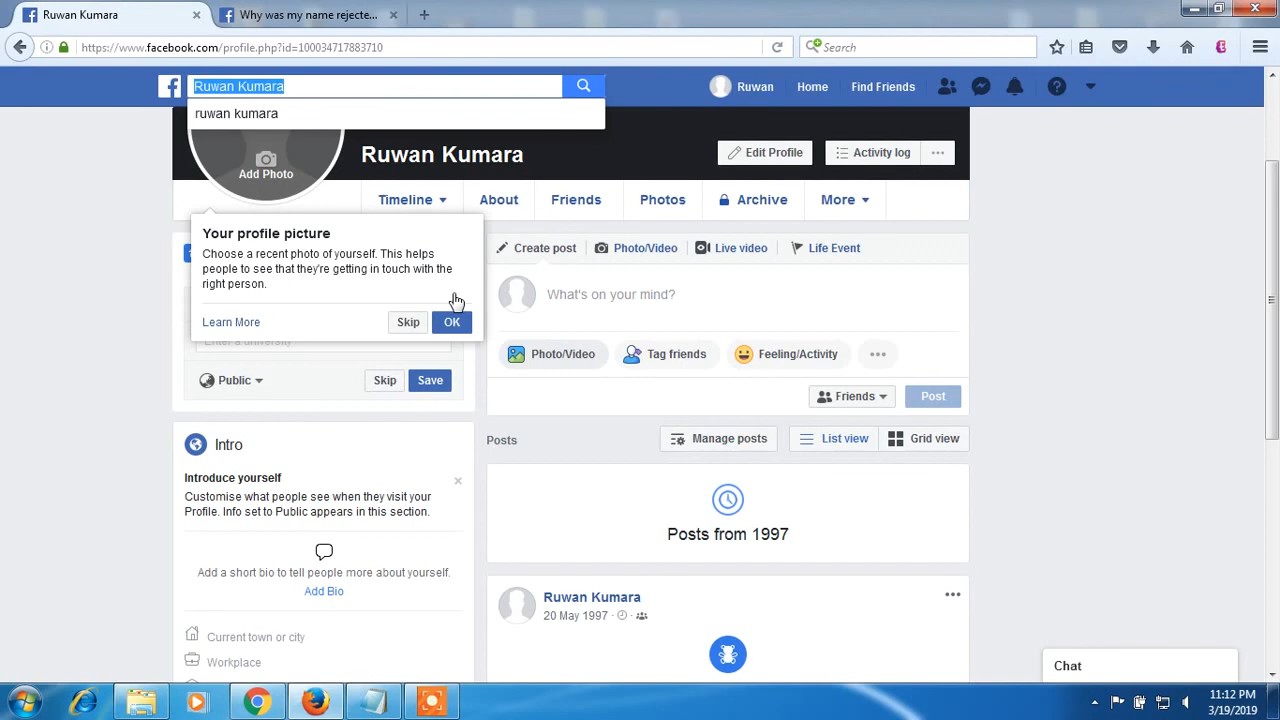 Ruwan Kumara
Why was my name rejecte...
https://www.facebook.com/profile.php?id=100034717883710
Search
Ruwan Kumara
Ruwan
Home
Find Friends
ruwan kumara
Add Photo
Ruwan Kumara
Edit Profile
Activity log
Timeline
About
Friends
Photos
Archive
More
Your profile picture
Choose a recent photo of yourself. This helps
people to see that they're getting in touch with the
right person.
Learn More
Skip
OK
Enter a university
Public
Skip
Save
Intro
Introduce yourself
Customise what people see when they visit your
Profile. Info set to Public appears in this section.
Add a short bio to tell people more about yourself.
Add Bio
Current town or city
Workplace
Create post
Photo/Video
Live video
Life Event
What's on your mind?
Photo/Video
Tag friends
Feeling/Activity
Friends
Post
Posts
Manage posts
List view
Grid view
Posts from 1997
Ruwan Kumara
20 May 1997
Chat
11:12 PM
3/19/2019